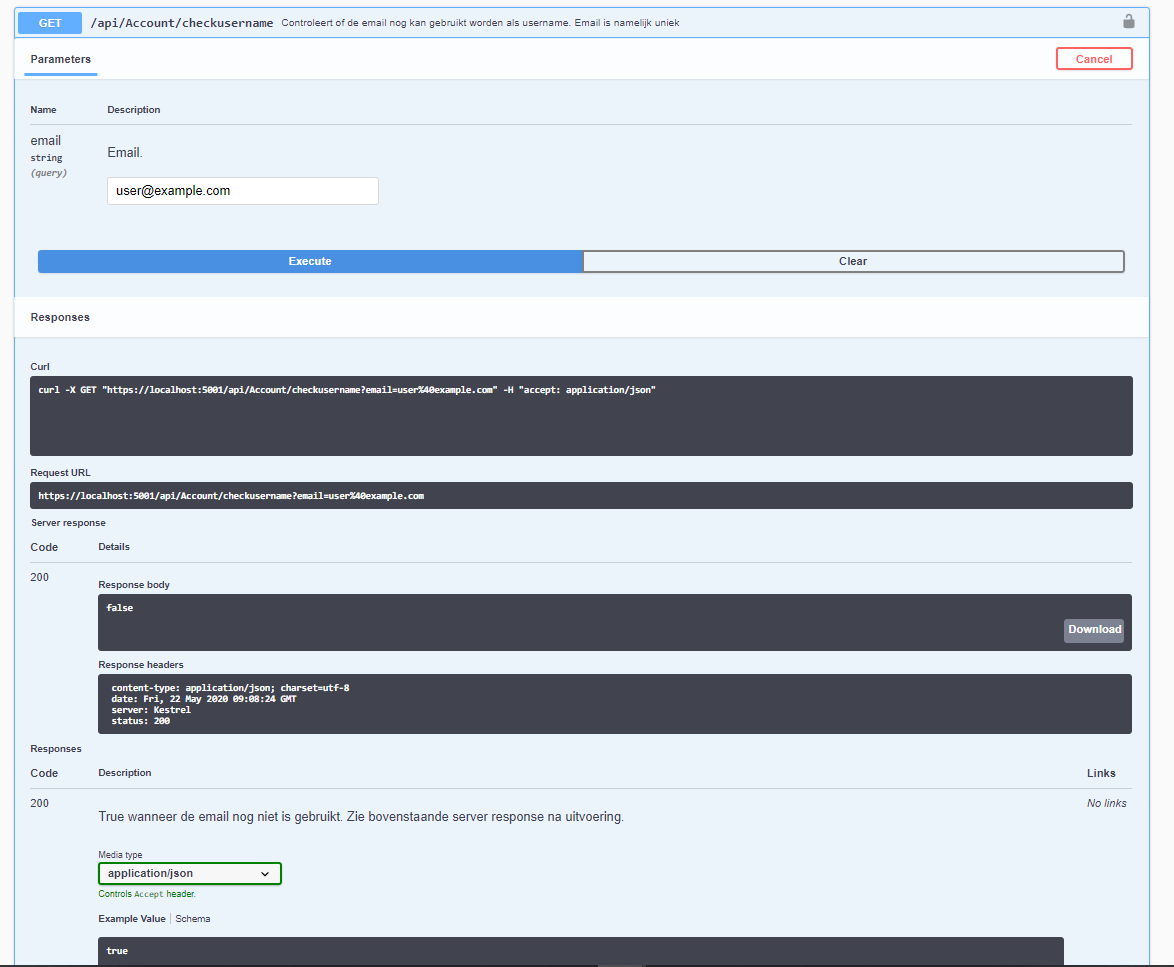 GET /api/Account/checkusername Controleert of de email nog kan gebruikt worden als username. Email is namelijk uniek
Parameters
Cancel
Name Description
email
string
(query)
Email.
user@example.com
Execute Clear
Responses
Curl
curl -X GET "https://localhost:5001/api/Account/checkusername?email=user%40example.com" -H "accept: application/json"
Request URL
https://localhost:5001/api/Account/checkusername?email=user%40example.com
Server response
Code Details
200
Response body
false
Download
Response headers
content-type: application/json; charset=utf-8
date: Fri, 22 May 2020 09:08:24 GMT
server: Kestrel
status: 200
Responses
Code Description Links
200 No links
True wanneer de email nog niet is gebruikt. Zie bovenstaande server response na uitvoering.
Media type
application/json
Controls Accept header.
Example Value Schema
true